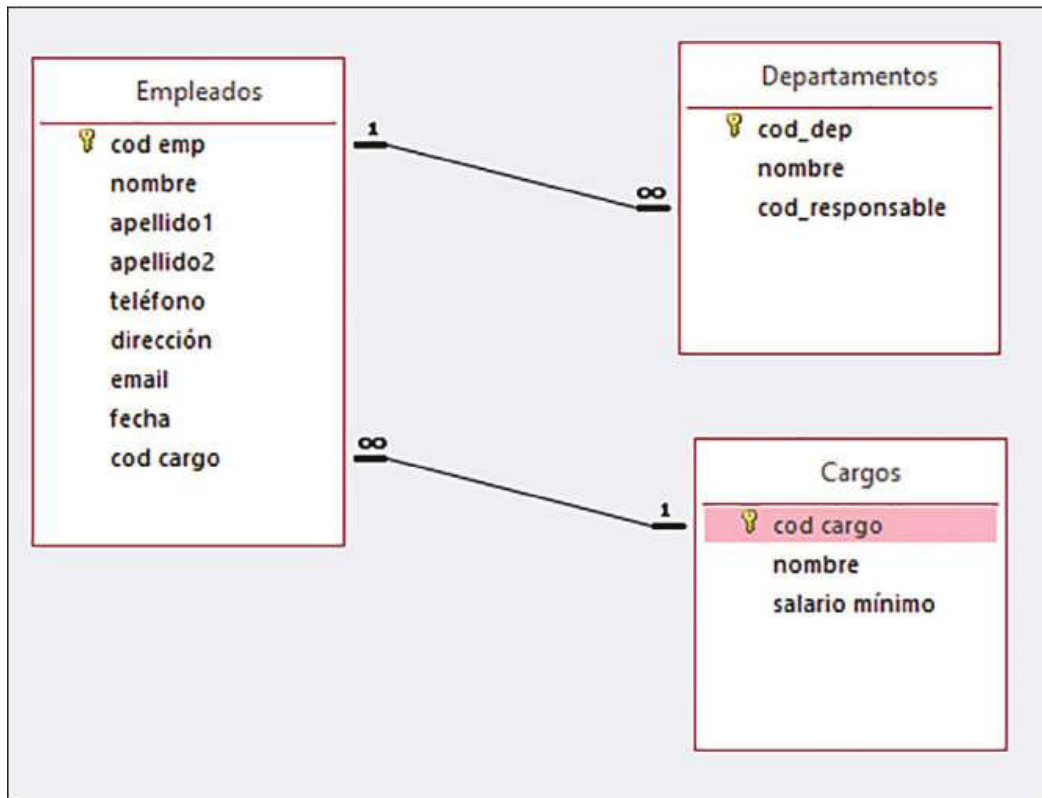 Empleados
cod emp
nombre
apellido1
apellido2
teléfono
dirección
email
fecha
cod cargo
1
∞
Departamentos
cod_dep
nombre
cod_responsable
∞
1
Cargos
cod cargo
nombre
salario mínimo